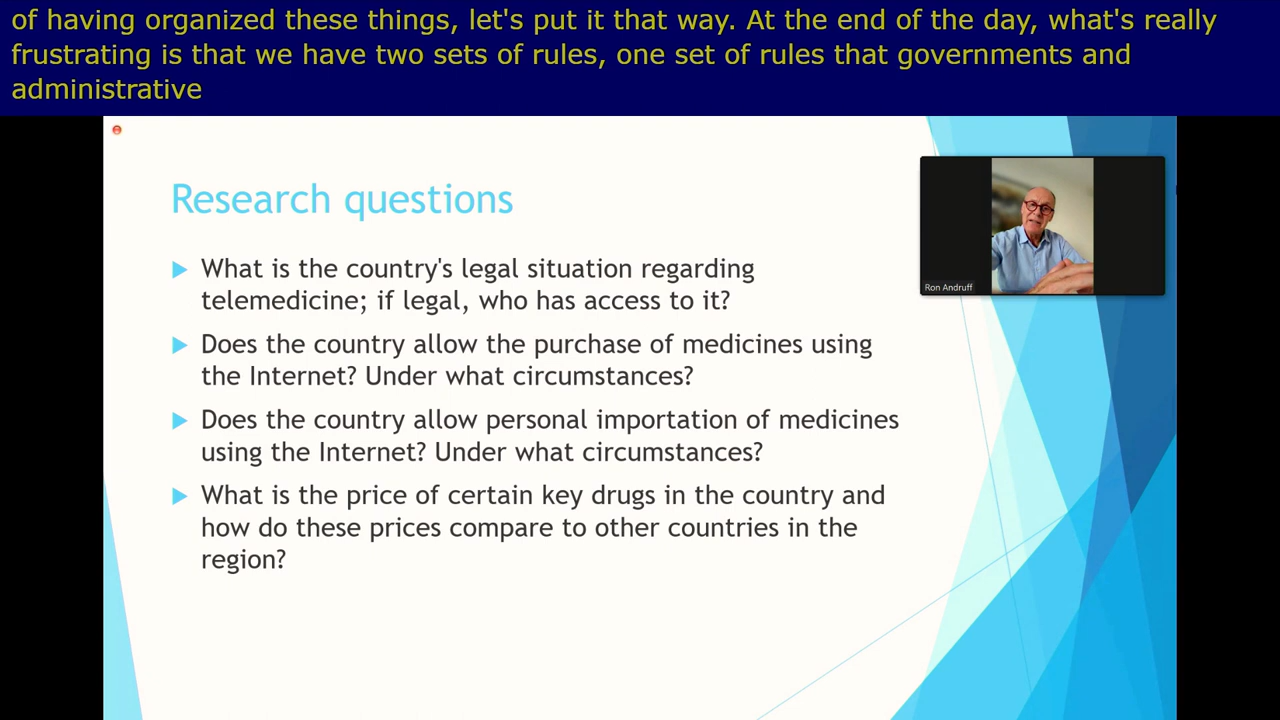 of having organized these things, let's put it that way. At the end of the day, what's really
frustrating is that we have two sets of rules, one set of rules that governments and
administrative
Research questions
What is the country's legal situation regarding
telemedicine; if legal, who has access to it?
Does the country allow the purchase of medicines using
the Internet? Under what circumstances?
Does the country allow personal importation of medicines
using the Internet? Under what circumstances?
What is the price of certain key drugs in the country and
how do these prices compare to other countries in the
region?
Ron Andruff